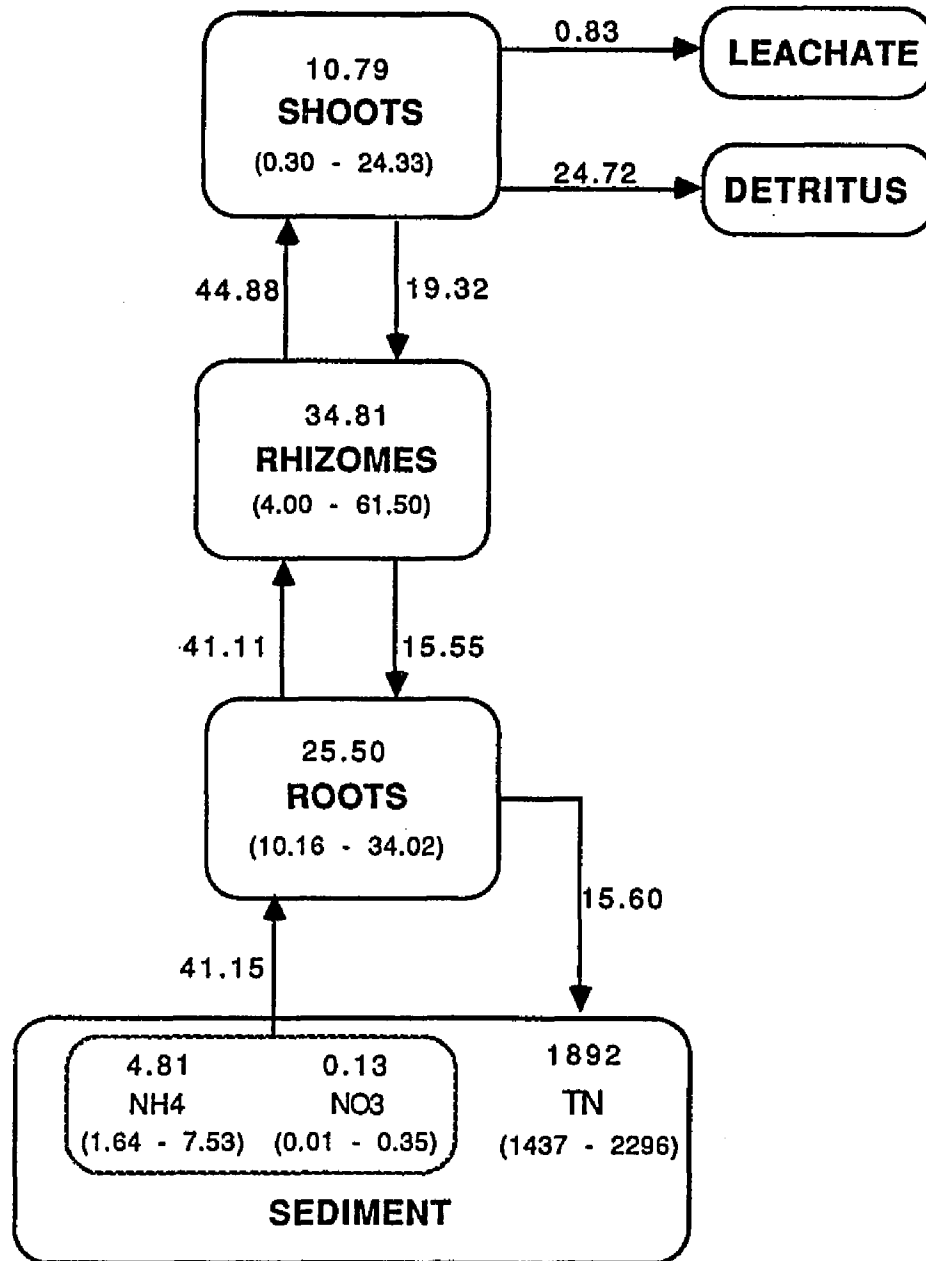 0.83
LEACHATE
10.79
SHOOTS
(0.30 - 24.33)
24.72
DETRITUS
44.88
19.32
34.81
RHIZOMES
(4.00 - 61.50)
41.11
15.55
25.50
ROOTS
(10.16 - 34.02)
15.60
41.15
4.81
NH4
(1.64 - 7.53)
0.13
NO3
(0.01 - 0.35)
1892
TN
(1437 - 2296)
SEDIMENT